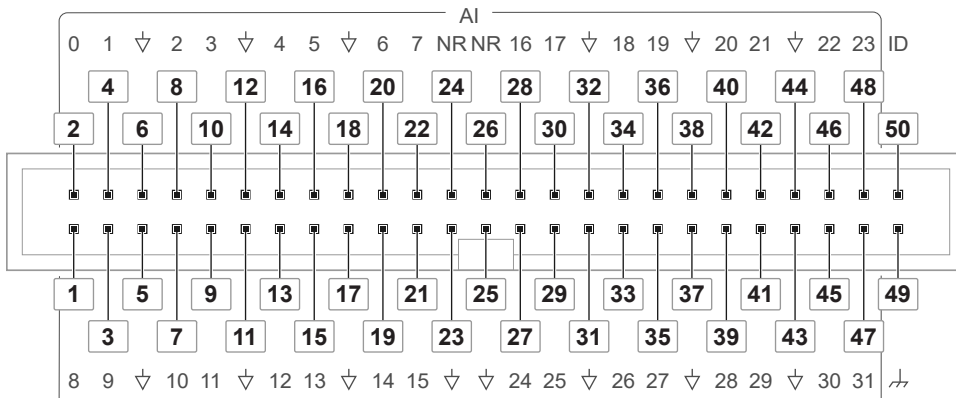 AI
0 1 ⏚ 2 3 ⏚ 4 5 ⏚ 6 7 NR NR 16 17 ⏚ 18 19 ⏚ 20 21 ⏚ 22 23 ID
4 8 12 16 20 24 28 32 36 40 44 48
2 6 10 14 18 22 26 30 34 38 42 46 50
1 5 9 13 17 21 25 29 33 37 41 45 49
3 7 11 15 19 23 27 31 35 39 43 47
8 9 ⏚ 10 11 ⏚ 12 13 ⏚ 14 15 ⏚ ⏚ 24 25 ⏚ 26 27 ⏚ 28 29 ⏚ 30 31